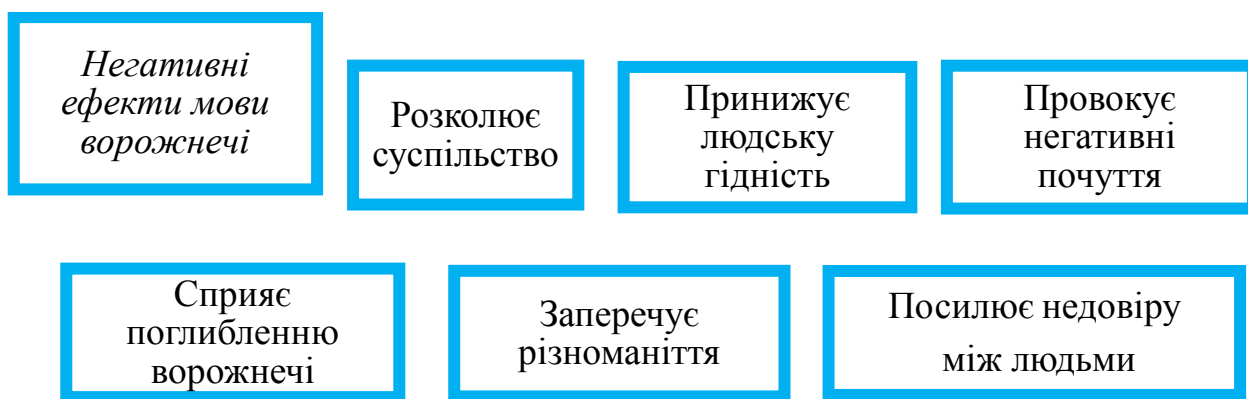 Негативні
ефекти мови
ворожнечі
Розколює
суспільство
Принижує
людську
гідність
Провокує
негативні
почуття
Сприяє
поглибленню
ворожнечі
Заперечує
різноманіття
Посилює недовіру
між людьми